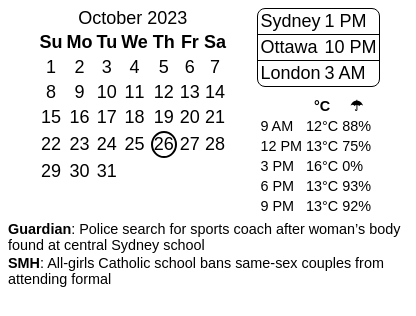 October 2023
Su Mo Tu We Th Fr Sa
1 2 3 4 5 6 7
8 9 10 11 12 13 14
15 16 17 18 19 20 21
22 23 24 25 26 27 28
29 30 31
Sydney 1 PM
Ottawa 10 PM
London 3 AM
°C ☂
9 AM 12°C 88%
12 PM 13°C 75%
3 PM 16°C 0%
6 PM 13°C 93%
9 PM 13°C 92%
Guardian: Police search for sports coach after woman’s body
found at central Sydney school
SMH: All-girls Catholic school bans same-sex couples from
attending formal